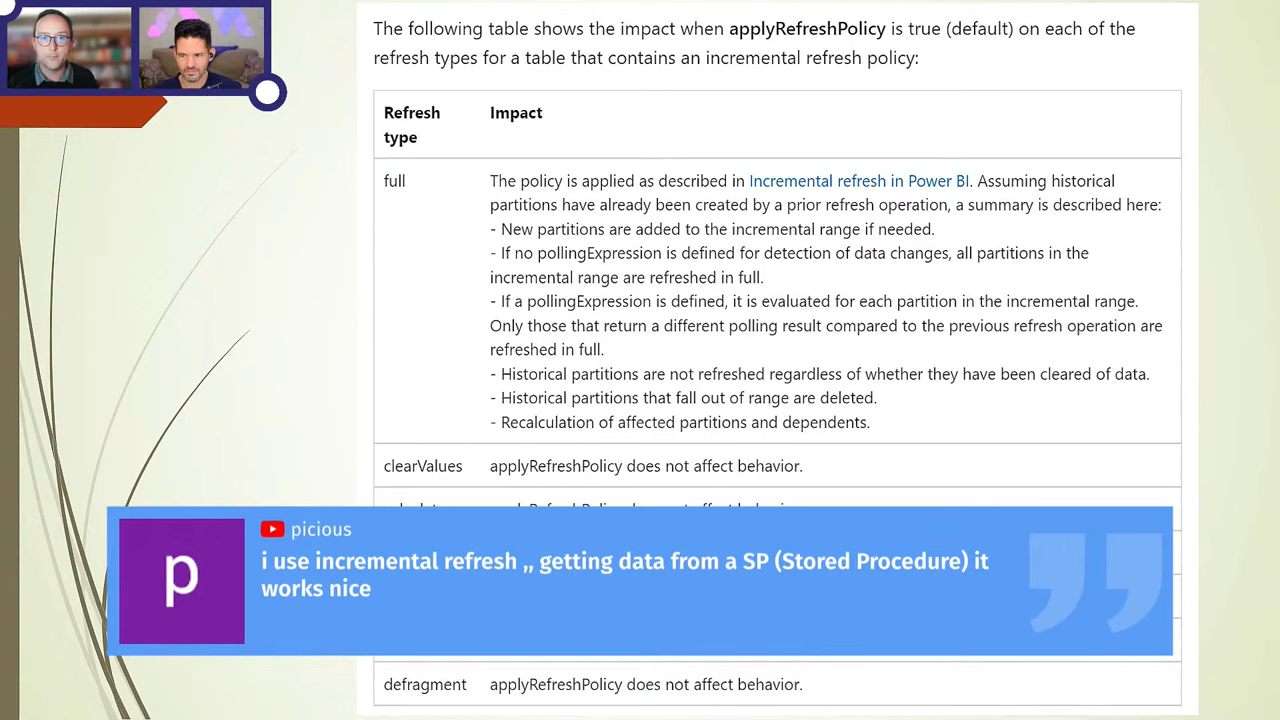 The following table shows the impact when applyRefreshPolicy is true (default) on each of the
refresh types for a table that contains an incremental refresh policy:
Refresh
type
Impact
full
The policy is applied as described in Incremental refresh in Power BI. Assuming historical
partitions have already been created by a prior refresh operation, a summary is described here:
- New partitions are added to the incremental range if needed.
- If no pollingExpression is defined for detection of data changes, all partitions in the
incremental range are refreshed in full.
- If a pollingExpression is defined, it is evaluated for each partition in the incremental range.
Only those that return a different polling result compared to the previous refresh operation are
refreshed in full.
- Historical partitions are not refreshed regardless of whether they have been cleared of data.
- Historical partitions that fall out of range are deleted.
- Recalculation of affected partitions and dependents.
clearValues
applyRefreshPolicy does not affect behavior.
p
picious
i use incremental refresh ,, getting data from a SP (Stored Procedure) it
works nice
defragment
applyRefreshPolicy does not affect behavior.